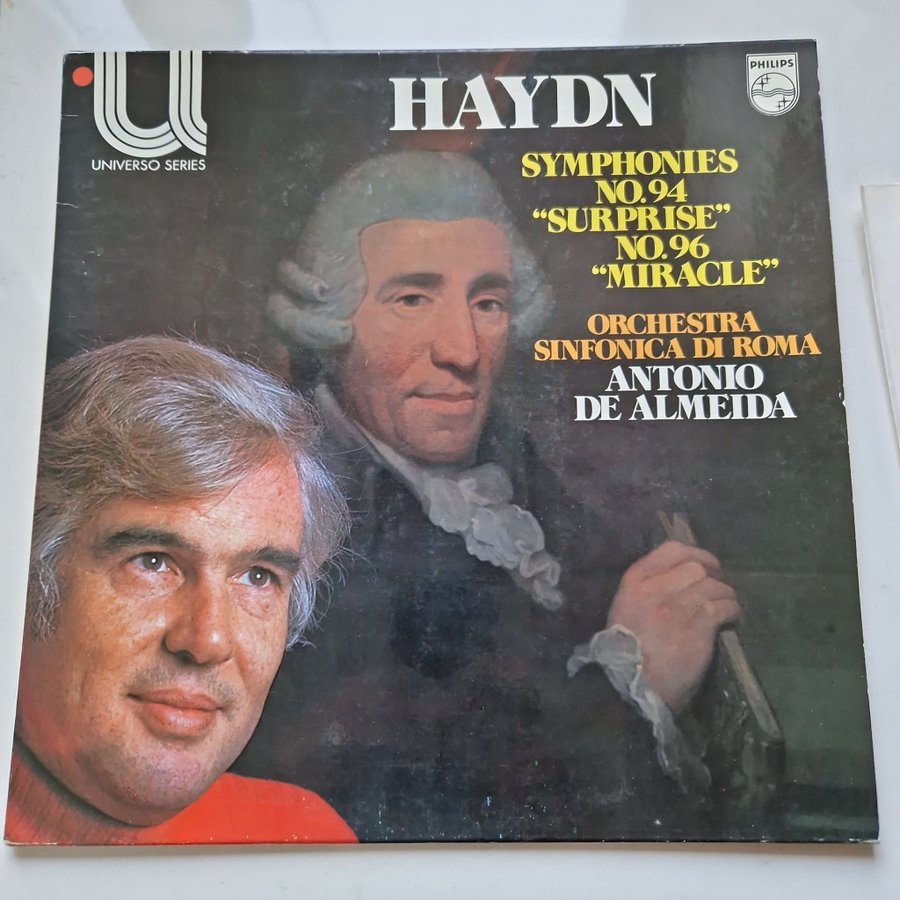 UNIVERSO SERIES
HAYDN
PHILIPS
SYMPHONIES
NO.94
“SURPRISE”
NO.96
“MIRACLE”
ORCHESTRA
SINFONICA DI ROMA
ANTONIO
DE ALMEIDA